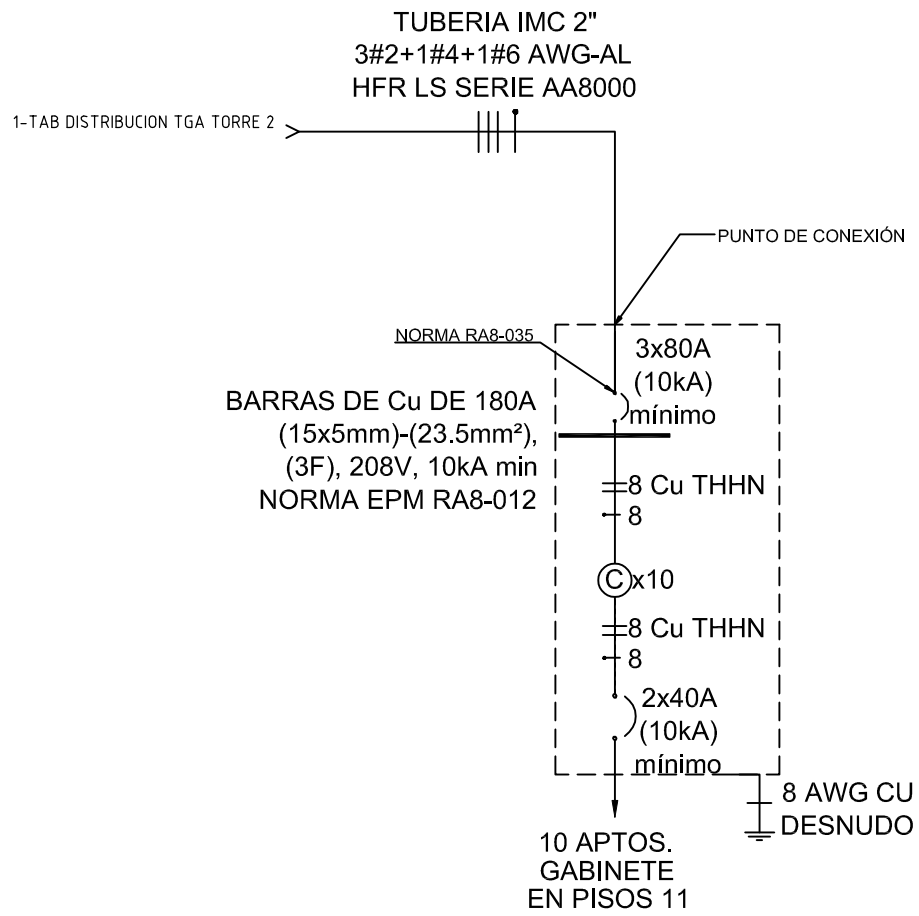 TUBERIA IMC 2"
3#2+1#4+1#6 AWG-AL
HFR LS SERIE AA8000
1-TAB DISTRIBUCION TGA TORRE 2
PUNTO DE CONEXIÓN
NORMA RA8-035
3x80A
(10kA)
mínimo
BARRAS DE Cu DE 180A
(15x5mm)-(23.5mm²),
(3F), 208V, 10kA min
NORMA EPM RA8-012
8 Cu THHN
8
C x10
8 Cu THHN
8
2x40A
(10kA)
mínimo
8 AWG CU
DESNUDO
10 APTOS.
GABINETE
EN PISOS 11